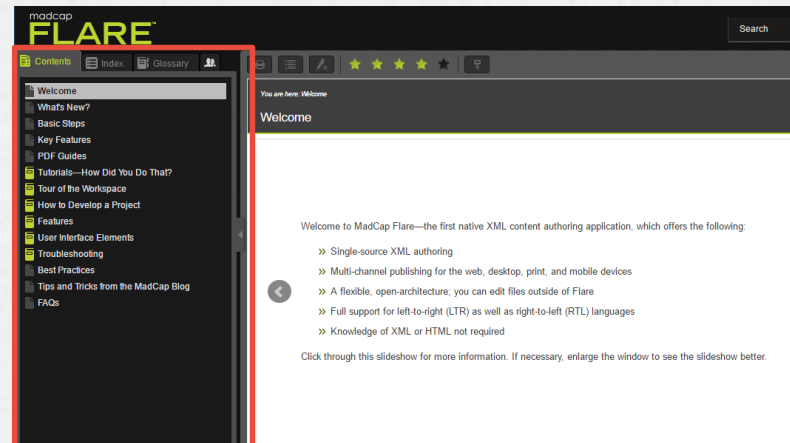 madcap
FLARE™
Search
Contents
Index
Glossary
Welcome
What's New?
Basic Steps
Key Features
PDF Guides
Tutorials—How Did You Do That?
Tour of the Workspace
How to Develop a Project
Features
User Interface Elements
Troubleshooting
Best Practices
Tips and Tricks from the MadCap Blog
FAQs
You are here: Welcome
Welcome
Welcome to MadCap Flare—the first native XML content authoring application, which offers the following:
» Single-source XML authoring
» Multi-channel publishing for the web, desktop, print, and mobile devices
» A flexible, open-architecture; you can edit files outside of Flare
» Full support for left-to-right (LTR) as well as right-to-left (RTL) languages
» Knowledge of XML or HTML not required
Click through this slideshow for more information. If necessary, enlarge the window to see the slideshow better.